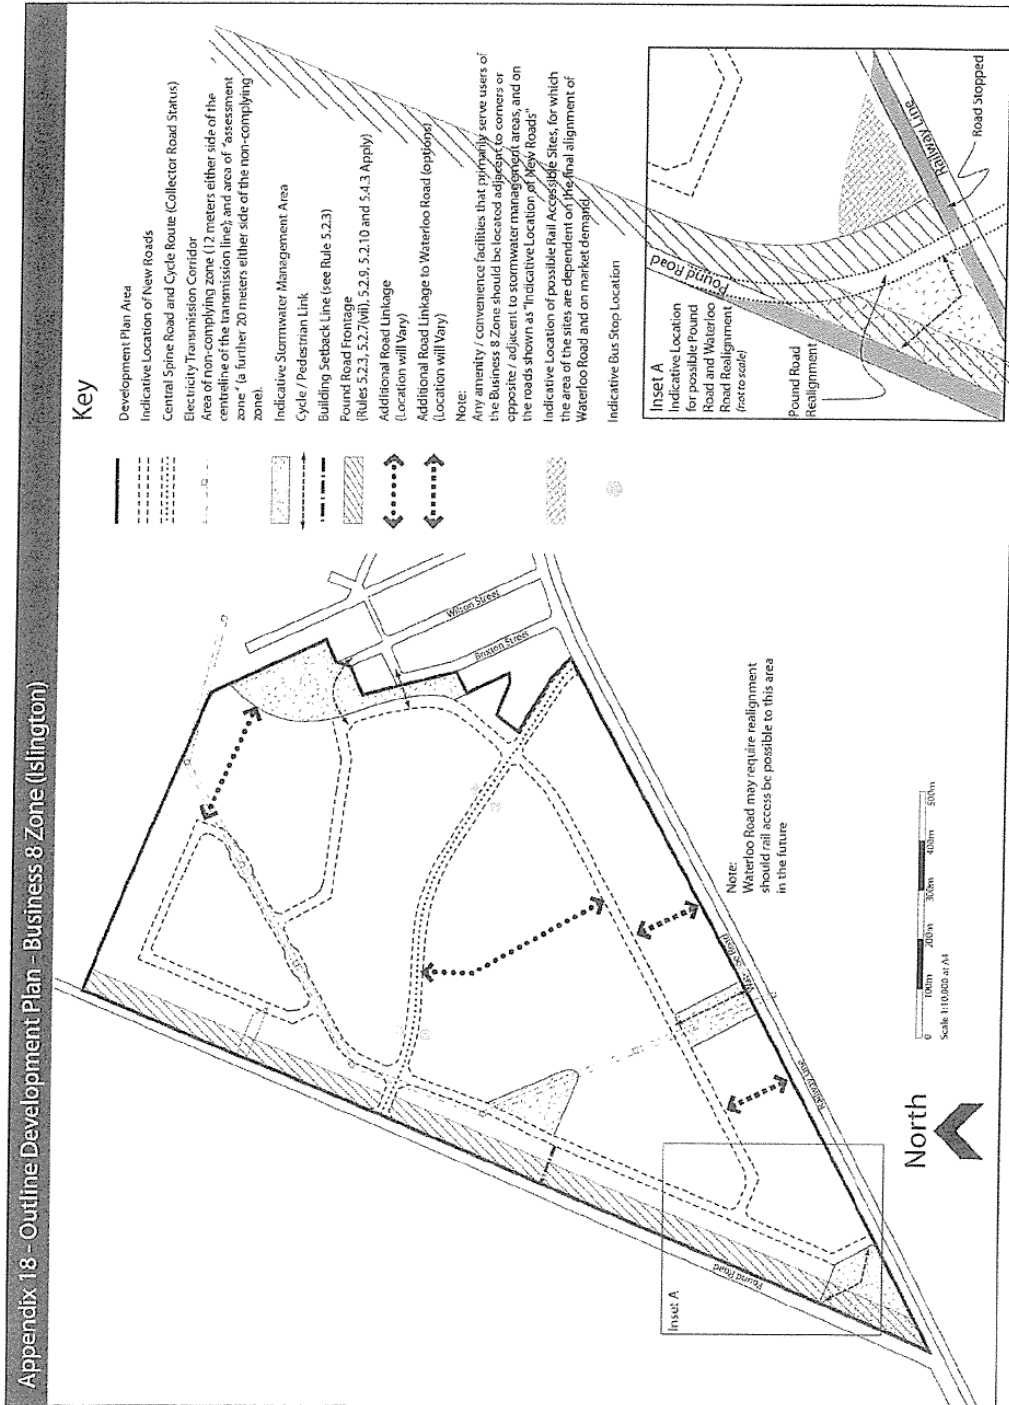 Appendix 18 - Outline Development Plan - Business 8 Zone (Islington)
Key
Development Plan Area
Indicative Location of New Roads
Central Spine Road and Cycle Route (Collector Road Status)
Electricity Transmission Corridor
Area of non-complying zone (12 meters either side of the
centreline of the transmission line); and area of "assessment
zone" (a further 20 meters either side of the non-complying
zone).
Indicative Stormwater Management Area
Cycle / Pedestrian Link
Building Setback Line (see Rule 5.2.3)
Pound Road Frontage
(Rules 5.2.3, 5.2.7(vii), 5.2.9, 5.2.10 and 5.4.3 Apply)
Additional Road Linkage
(Location will Vary)
Additional Road Linkage to Waterloo Road (options)
(Location will Vary)
Note:
Any amenity / convenience facilities that primarily serve users of
the Business 8 Zone should be located adjacent to corners or
opposite / adjacent to stormwater management areas, and on
the roads shown as "Indicative Location of New Roads"
Indicative Location of possible Rail Accessible Sites, for which
the area of the sites are dependent on the final alignment of
Waterloo Road and on market demand
Indicative Bus Stop Location
Wilson Street
Brixton Street
Note:
Waterloo Road may require realignment
should rail access be possible to this area
in the future
Railway Line
Pound Road
Inset A
North
0 100m 200m 300m 400m 500m
Scale 1:10,000 at A4
Inset A
Indicative Location
for possible Pound
Road and Waterloo
Road Realignment
(not to scale)
Pound Road
Pound Road
Realignment
Railway Line
Road Stopped